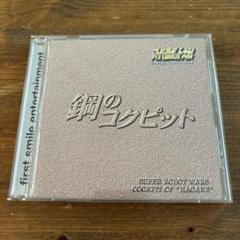 鋼の
コクピット
SUPER ROBOT WARS
COCKPIT OF "HAGANE"
first smile entertainment